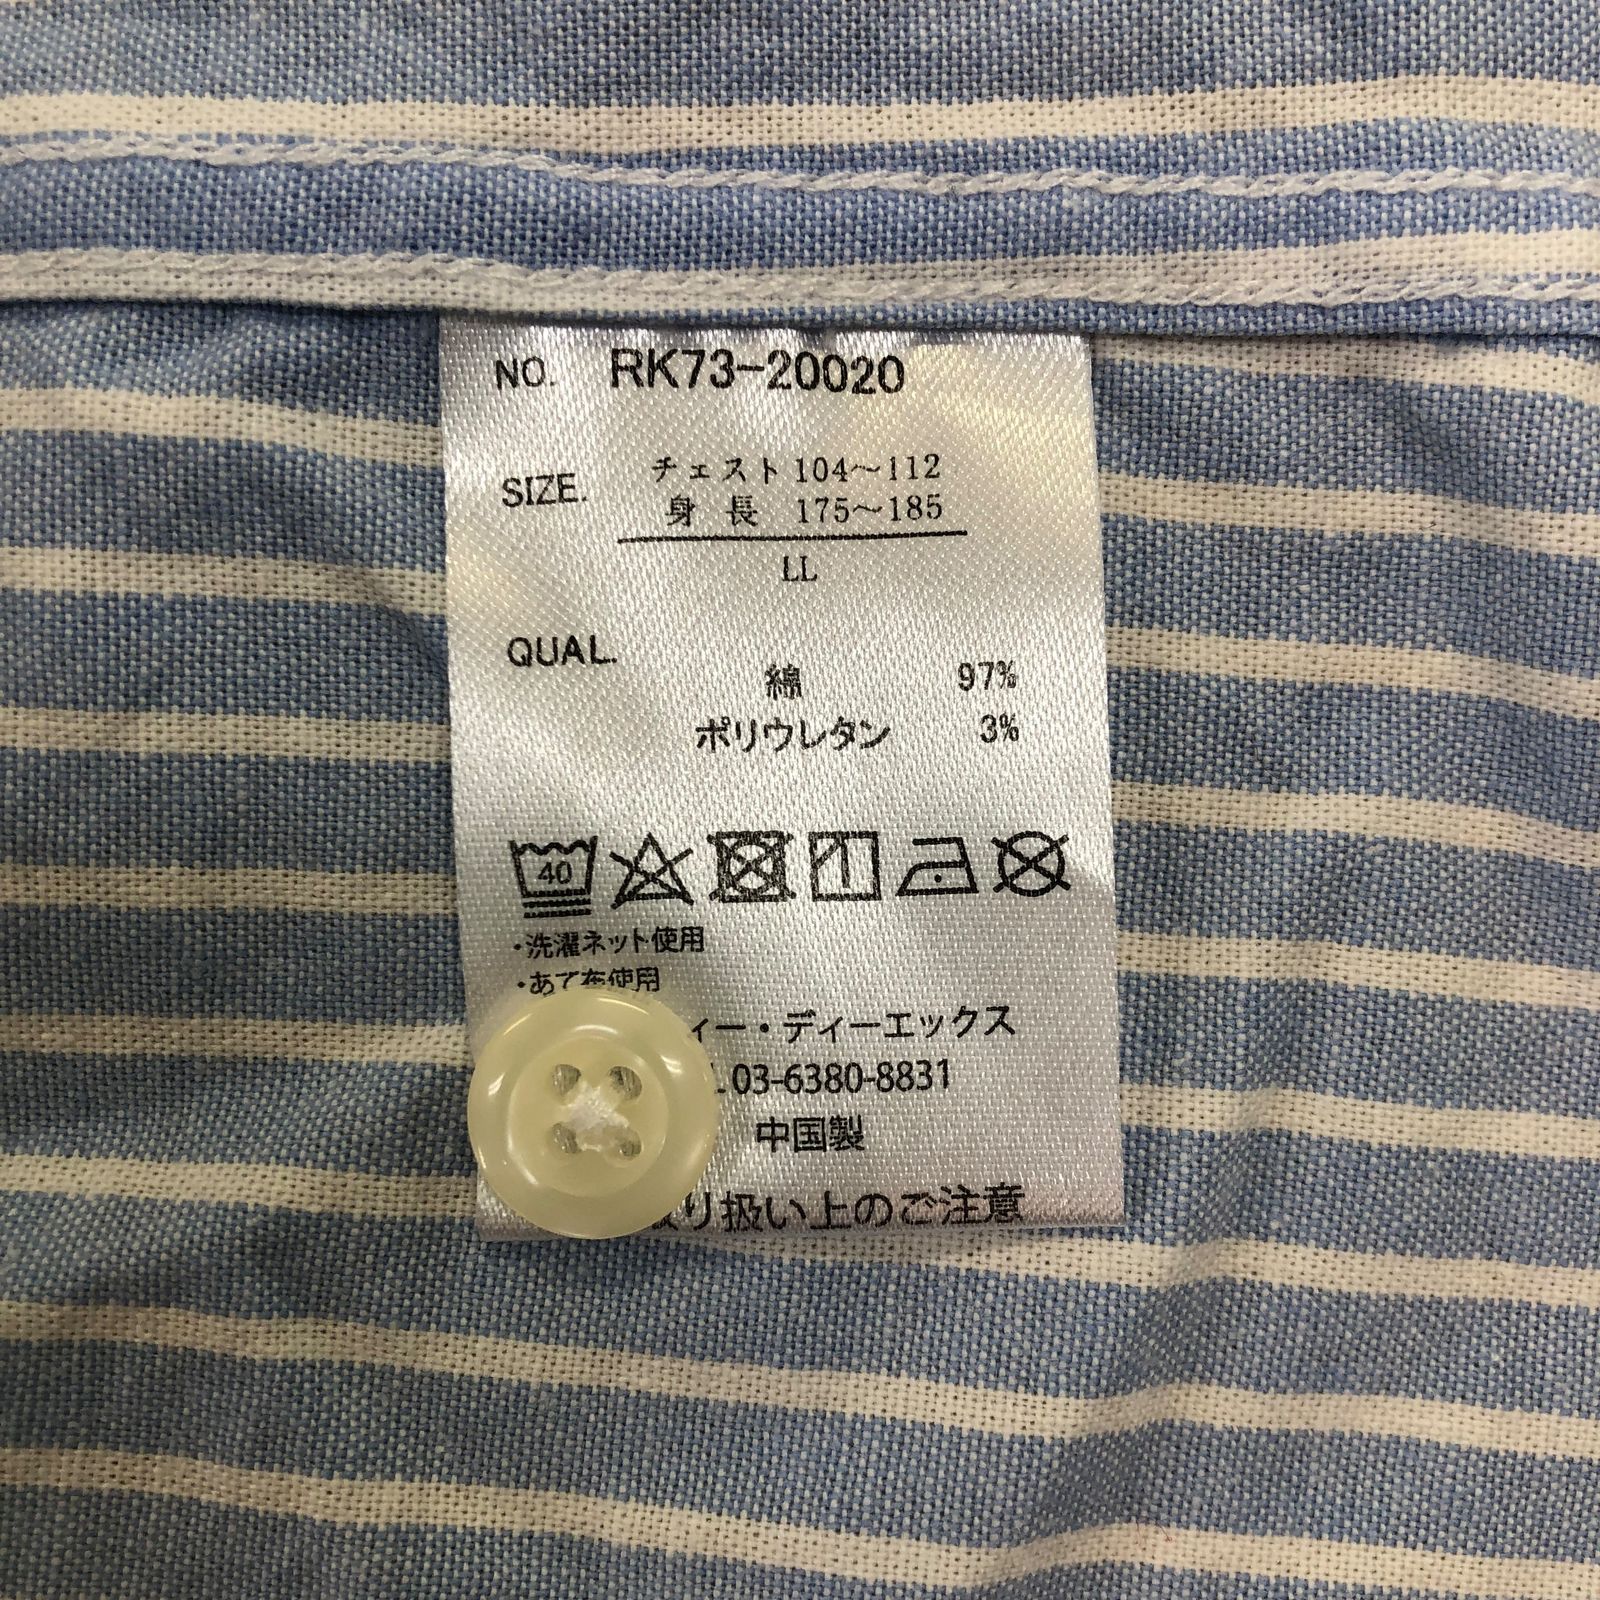 NO. RK73-20020
SIZE. チェスト 104〜112
身長 175〜185
LL
QUAL.
綿 97%
ポリウレタン 3%
40
・洗濯ネット使用
・あて布使用
ィー・ディーエックス
03-6380-8831
中国製
り扱い上のご注意